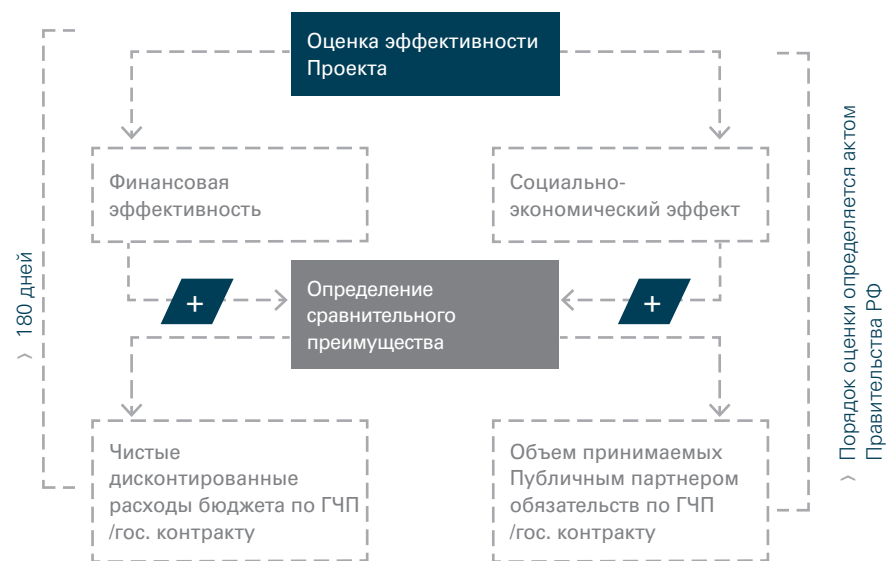 Оценка эффективности
Проекта
Финансовая
эффективность
Социально-
экономический эффект
+
Определение
сравнительного
преимущества
+
Чистые
дисконтированные
расходы бюджета по ГЧП
/гос. контракту
Объем принимаемых
Публичным партнером
обязательств по ГЧП
/гос. контракту
> 180 дней
> Порядок оценки определяется актом
Правительства РФ